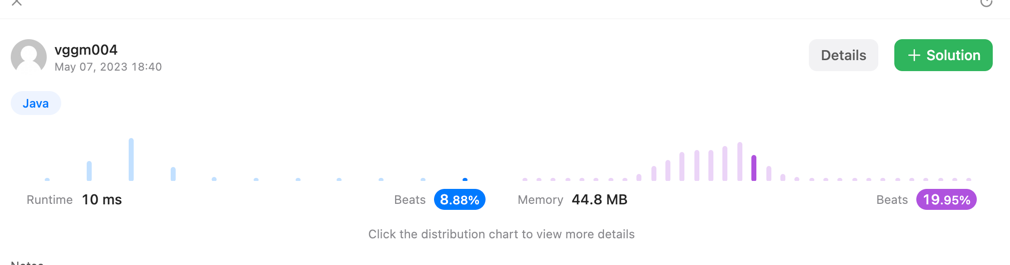 vggm004
May 07, 2023 18:40
Details
+ Solution
Java
Runtime 10 ms
Beats 8.88%
Memory 44.8 MB
Beats 19.95%
Click the distribution chart to view more details
Notes